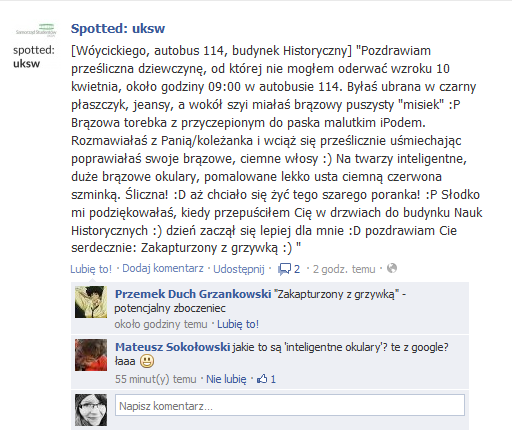 Spotted: uksw
spotted:
uksw
[Wóycickiego, autobus 114, budynek Historyczny] "Pozdrawiam
prześliczna dziewczynę, od której nie mogłem oderwać wzroku 10
kwietnia, około godziny 09:00 w autobusie 114. Byłaś ubrana w czarny
płaszczyk, jeansy, a wokół szyi miałaś brązowy puszysty "misiek" :P
Brązowa torebka z przyczepionym do paska malutkim iPodem.
Rozmawiałaś z Panią/koleżanka i wciąż się prześlicznie uśmiechając
poprawiałaś swoje brązowe, ciemne włosy :) Na twarzy inteligentne,
duże brązowe okulary, pomalowane lekko usta ciemną czerwona
szminką. Śliczna! :D aż chciało się żyć tego szarego poranka! :P Słodko
mi podziękowałaś, kiedy przepuściłem Cię w drzwiach do budynku Nauk
Historycznych :) dzień zaczął się lepiej dla mnie :D pozdrawiam Cie
serdecznie: Zakapturzony z grzywką :) "
Lubię to! · Dodaj komentarz · Udostępnij · 2 · 2 godz. temu ·
Przemek Duch Grzankowski "Zakapturzony z grzywką" -
potencjalny zboczeniec
około godziny temu · Lubię to!
Mateusz Sokołowski jakie to są 'inteligentne okulary'? te z google?
łaaa
55 minut(y) temu · Nie lubię · 1
Napisz komentarz...